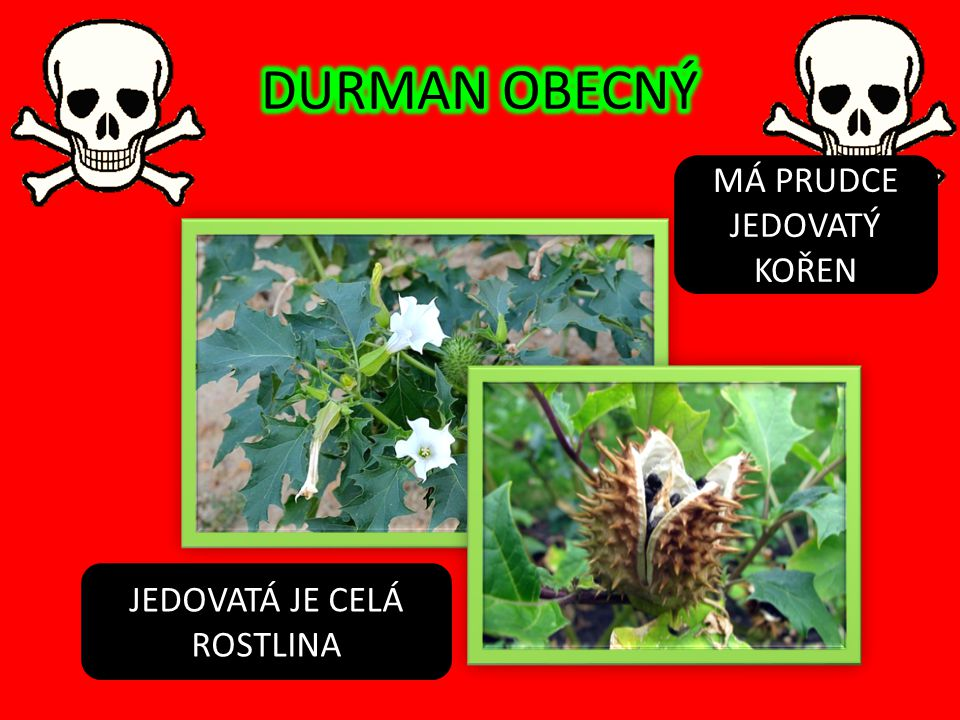 DURMAN OBECNÝ
MÁ PRUDCE
JEDOVATÝ
KOŘEN
JEDOVATÁ JE CELÁ
ROSTLINA